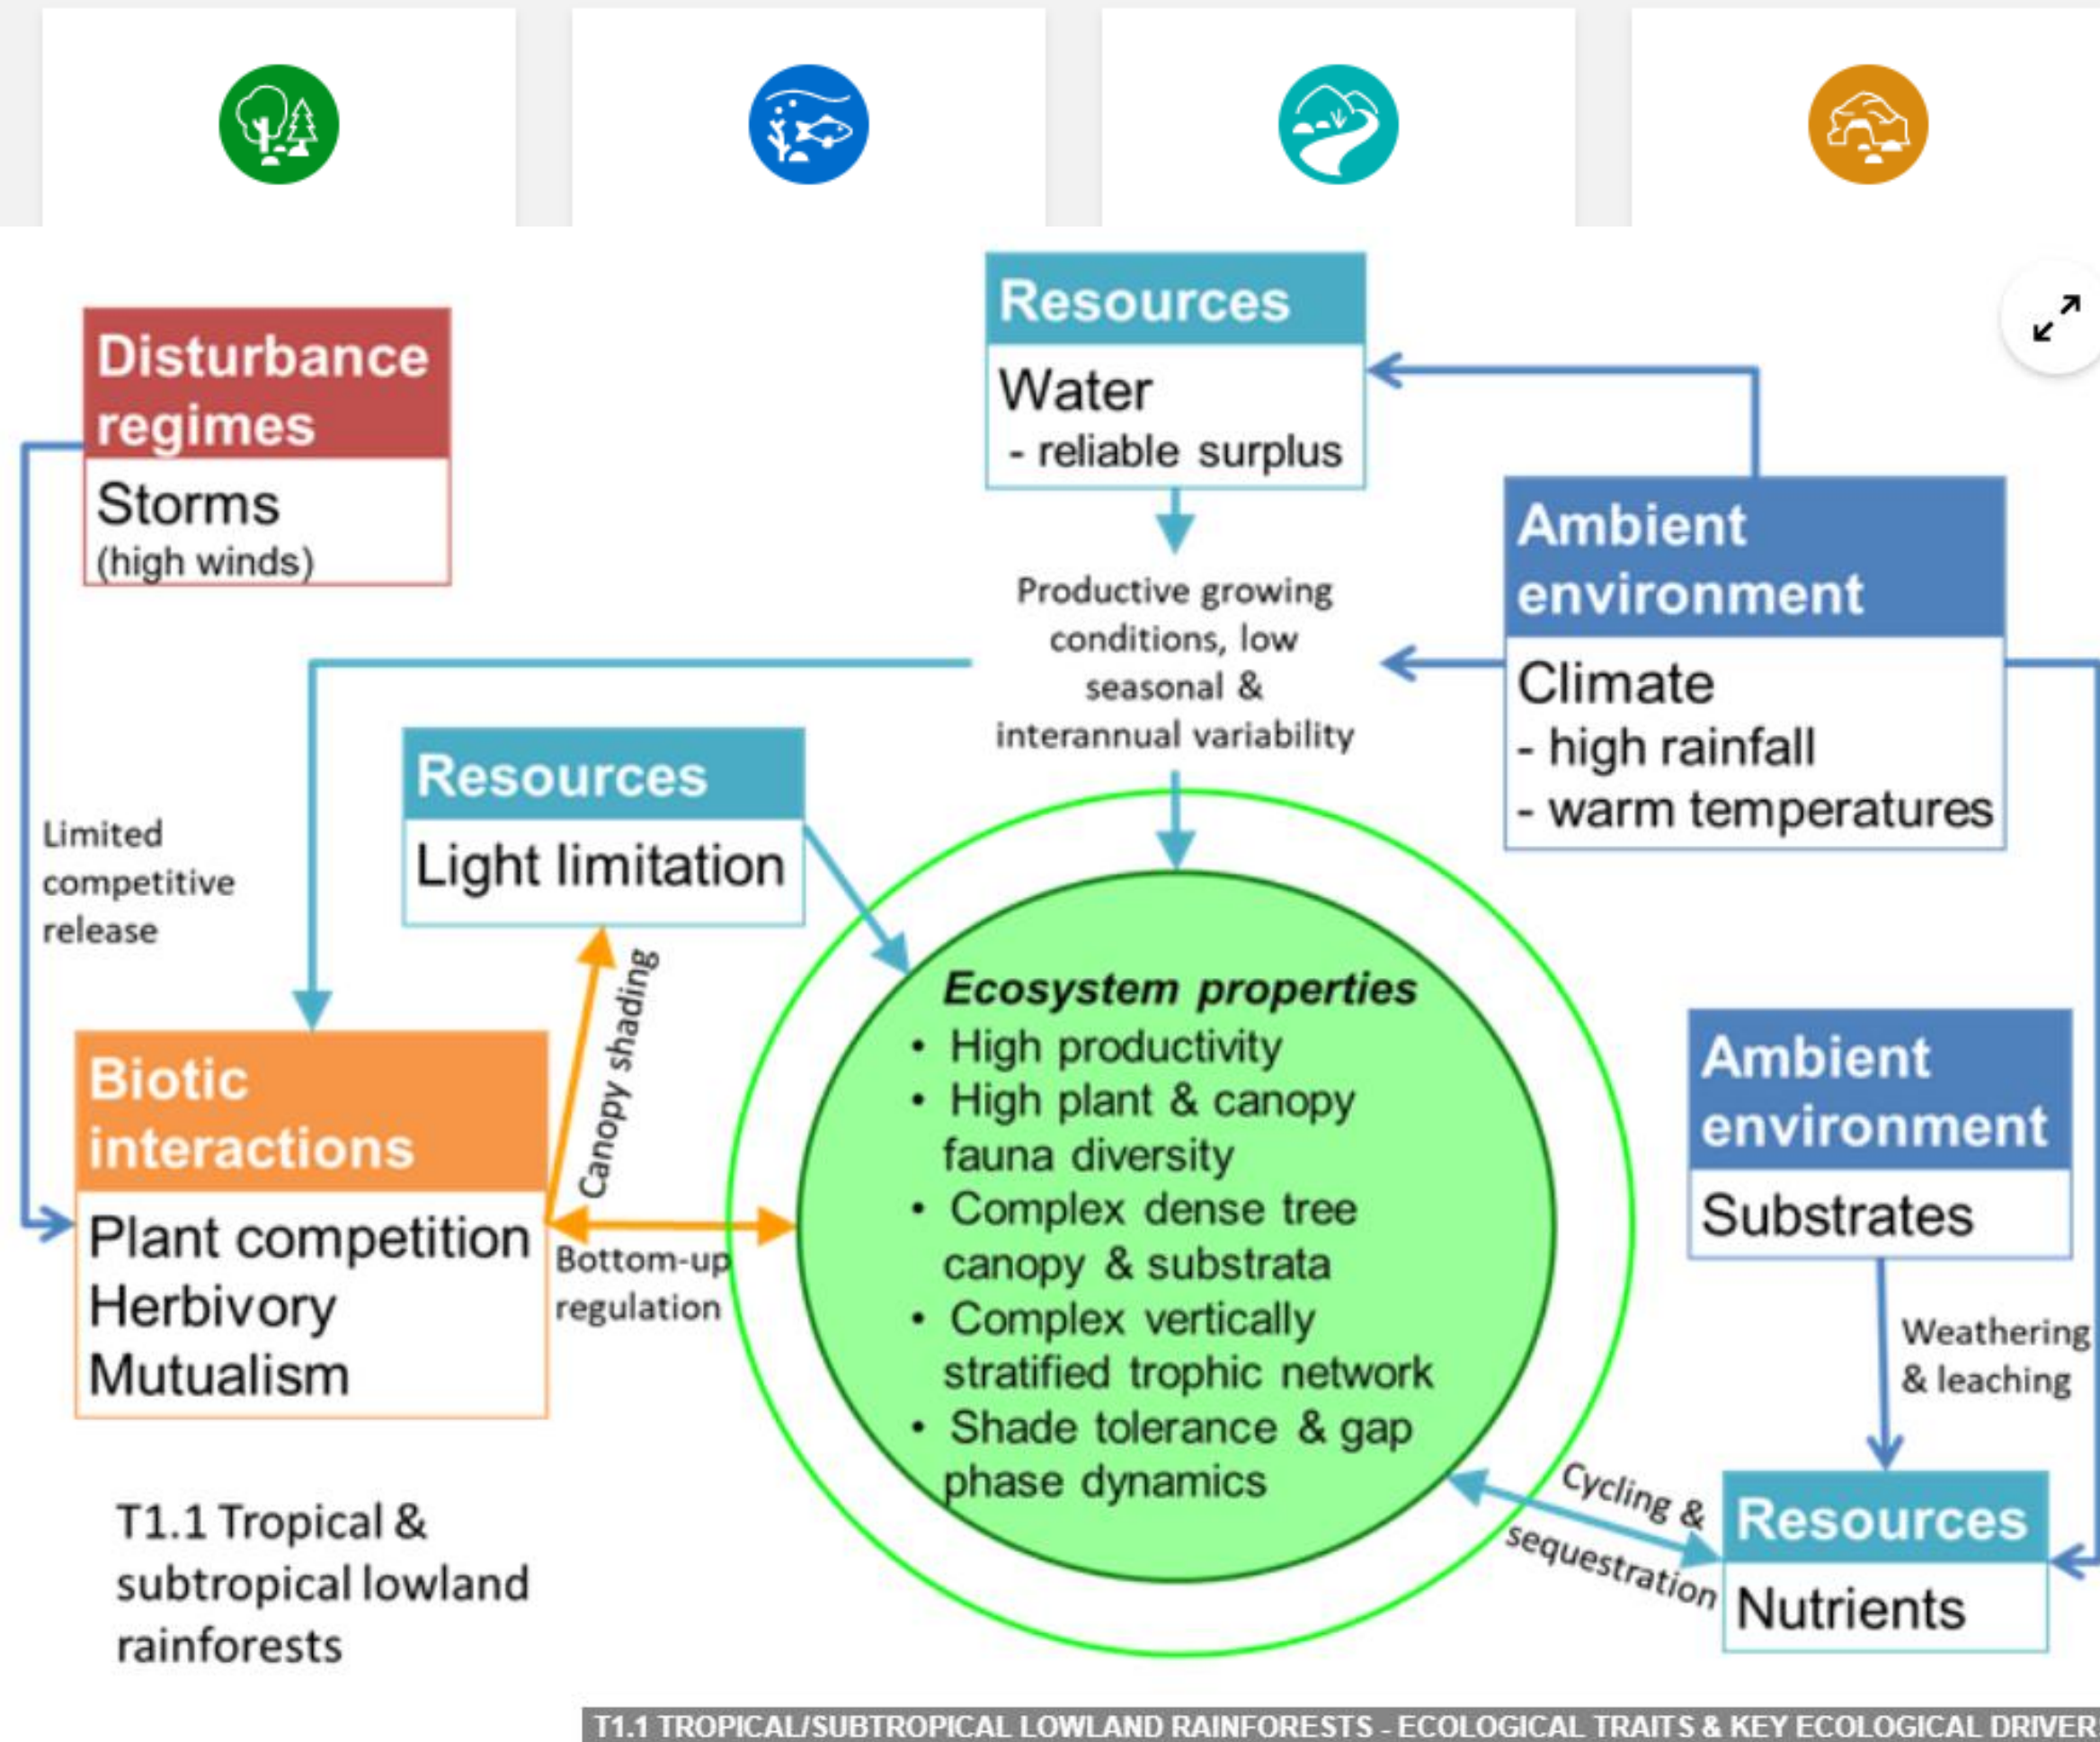 Resources
Water
- reliable surplus
Disturbance
regimes
Storms
(high winds)
Ambient
environment
Climate
- high rainfall
- warm temperatures
Productive growing
conditions, low
seasonal &
interannual variability
Resources
Light limitation
Limited
competitive
release
Canopy shading
Biotic
interactions
Plant competition
Herbivory
Mutualism
Bottom-up
regulation
Ecosystem properties
• High productivity
• High plant & canopy
fauna diversity
• Complex dense tree
canopy & substrata
• Complex vertically
stratified trophic network
• Shade tolerance & gap
phase dynamics
Ambient
environment
Substrates
Weathering
& leaching
Cycling &
sequestration
Resources
Nutrients
T1.1 Tropical &
subtropical lowland
rainforests
T1.1 TROPICAL/SUBTROPICAL LOWLAND RAINFORESTS - ECOLOGICAL TRAITS & KEY ECOLOGICAL DRIVER